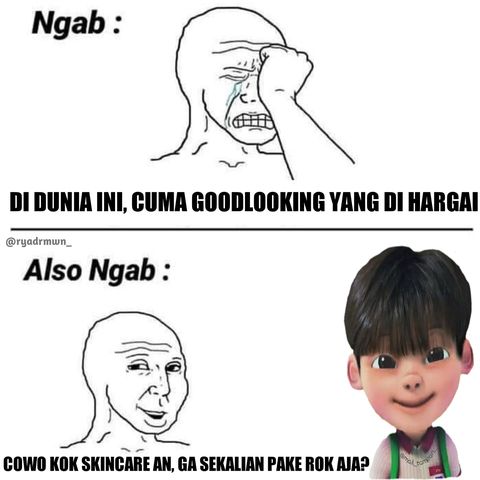 Ngab :
DI DUNIA INI, CUMA GOODLOOKING YANG DI HARGAI
@ryadrmwn_
Also Ngab :
COWO KOK SKINCARE AN, GA SEKALIAN PAKE ROK AJA?